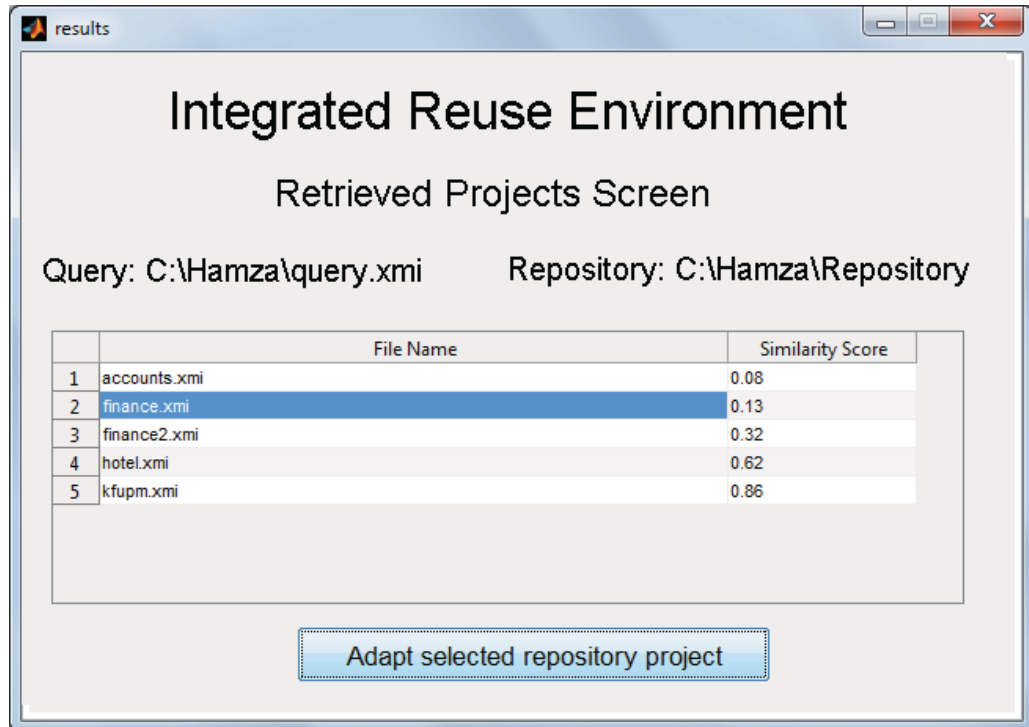 results
Integrated Reuse Environment
Retrieved Projects Screen
Query: C:\Hamza\query.xmi Repository: C:\Hamza\Repository
File Name Similarity Score
1 accounts.xmi 0.08
2 finance.xmi 0.13
3 finance2.xmi 0.32
4 hotel.xmi 0.62
5 kfupm.xmi 0.86
Adapt selected repository project